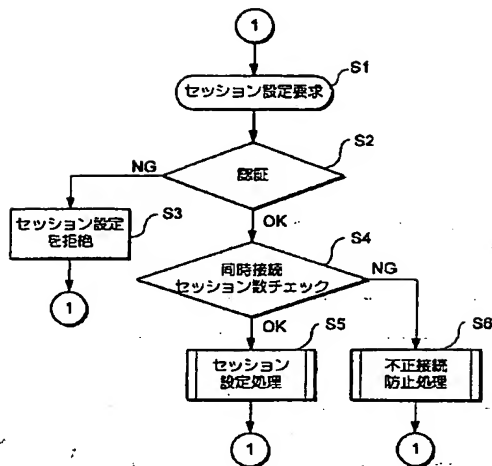 1
S1
セッション設定要求
S2
認証
NG
OK
S3
セッション設定
を拒絶
1
S4
同時接続
セッション数チェック
NG
OK
S5
セッション
設定処理
S6
不正接続
防止処理
1
1